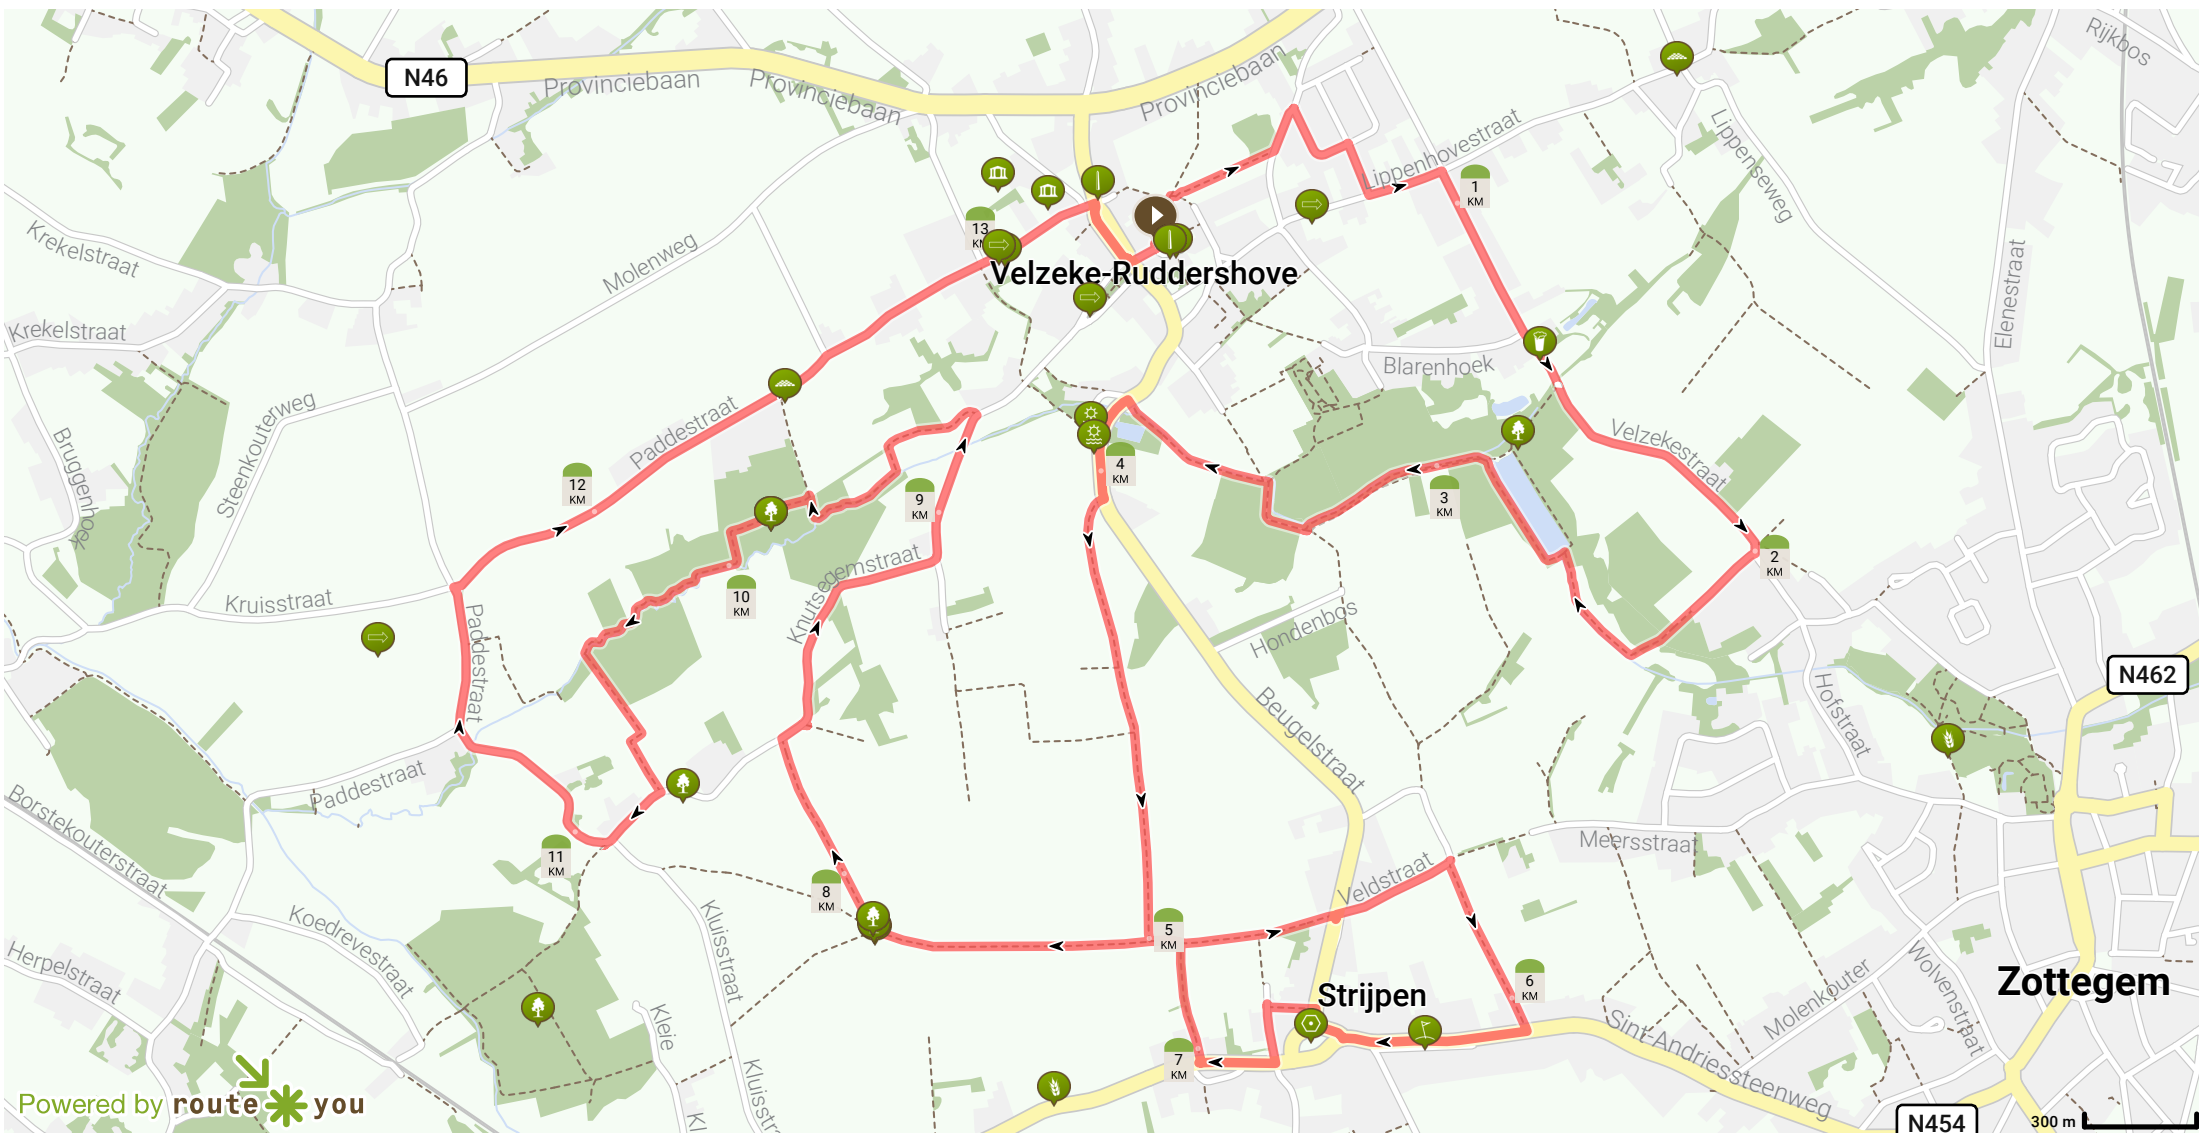 N46
Provinciebaan
Provinciebaan
Provinciebaan
Rijkbos
Lippenhovestraat
Lippenseweg
1
KM
Krekelstraat
Molenweg
13
KM
Velzeke-Ruddershove
Elenestraat
Krekelstraat
Blarenhoek
Steenkouterweg
Bruggenhoek
Paddestraat
Velzekestraat
12
KM
9
KM
4
KM
3
KM
2
KM
Kruisstraat
Knutsegemstraat
10
KM
Hondenbos
Paddestraat
N462
Hofstraat
Beugelstraat
Paddestraat
Borstekouterstraat
Meersstraat
11
KM
8
KM
Veldstraat
Koedrevestraat
Kluisstraat
5
KM
Herpelstraat
Wolvenstraat
Molenkouter
Zottegem
6
KM
Strijpen
Kleie
Sint-Andriessteenweg
7
KM
Kluisstr
Kl
Powered by routeyou
N454
300 m